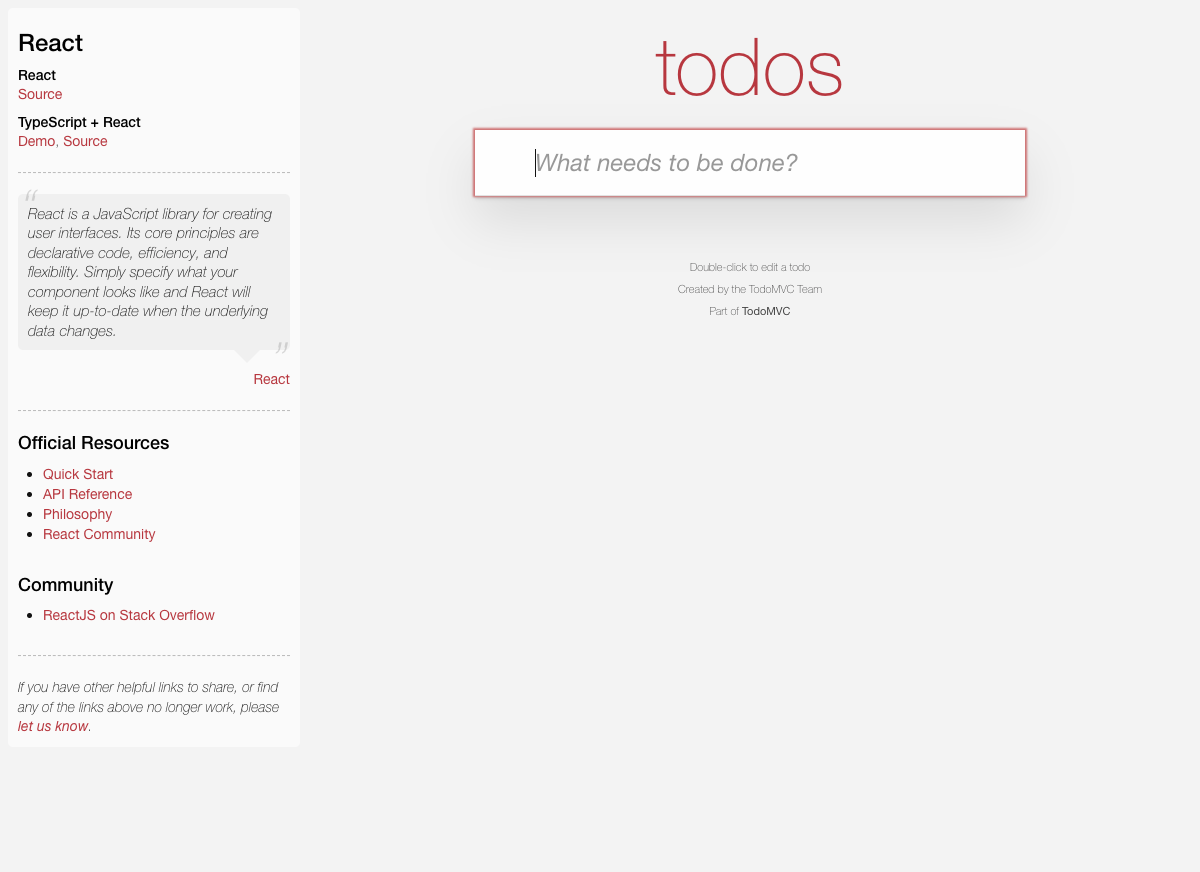 React
React
Source
TypeScript + React
Demo, Source
“
React is a JavaScript library for creating
user interfaces. Its core principles are
declarative code, efficiency, and
flexibility. Simply specify what your
component looks like and React will
keep it up-to-date when the underlying
data changes.
”
React
Official Resources
• Quick Start
• API Reference
• Philosophy
• React Community
Community
• ReactJS on Stack Overflow
If you have other helpful links to share, or find
any of the links above no longer work, please
let us know.
todos
What needs to be done?
Double-click to edit a todo
Created by the TodoMVC Team
Part of TodoMVC